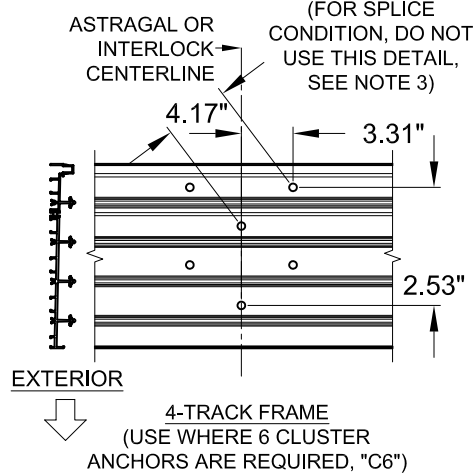 (FOR SPLICE
CONDITION, DO NOT
USE THIS DETAIL,
SEE NOTE 3)
ASTRAGAL OR
INTERLOCK
CENTERLINE
4.17"
3.31"
2.53"
EXTERIOR
4-TRACK FRAME
(USE WHERE 6 CLUSTER
ANCHORS ARE REQUIRED, "C6")